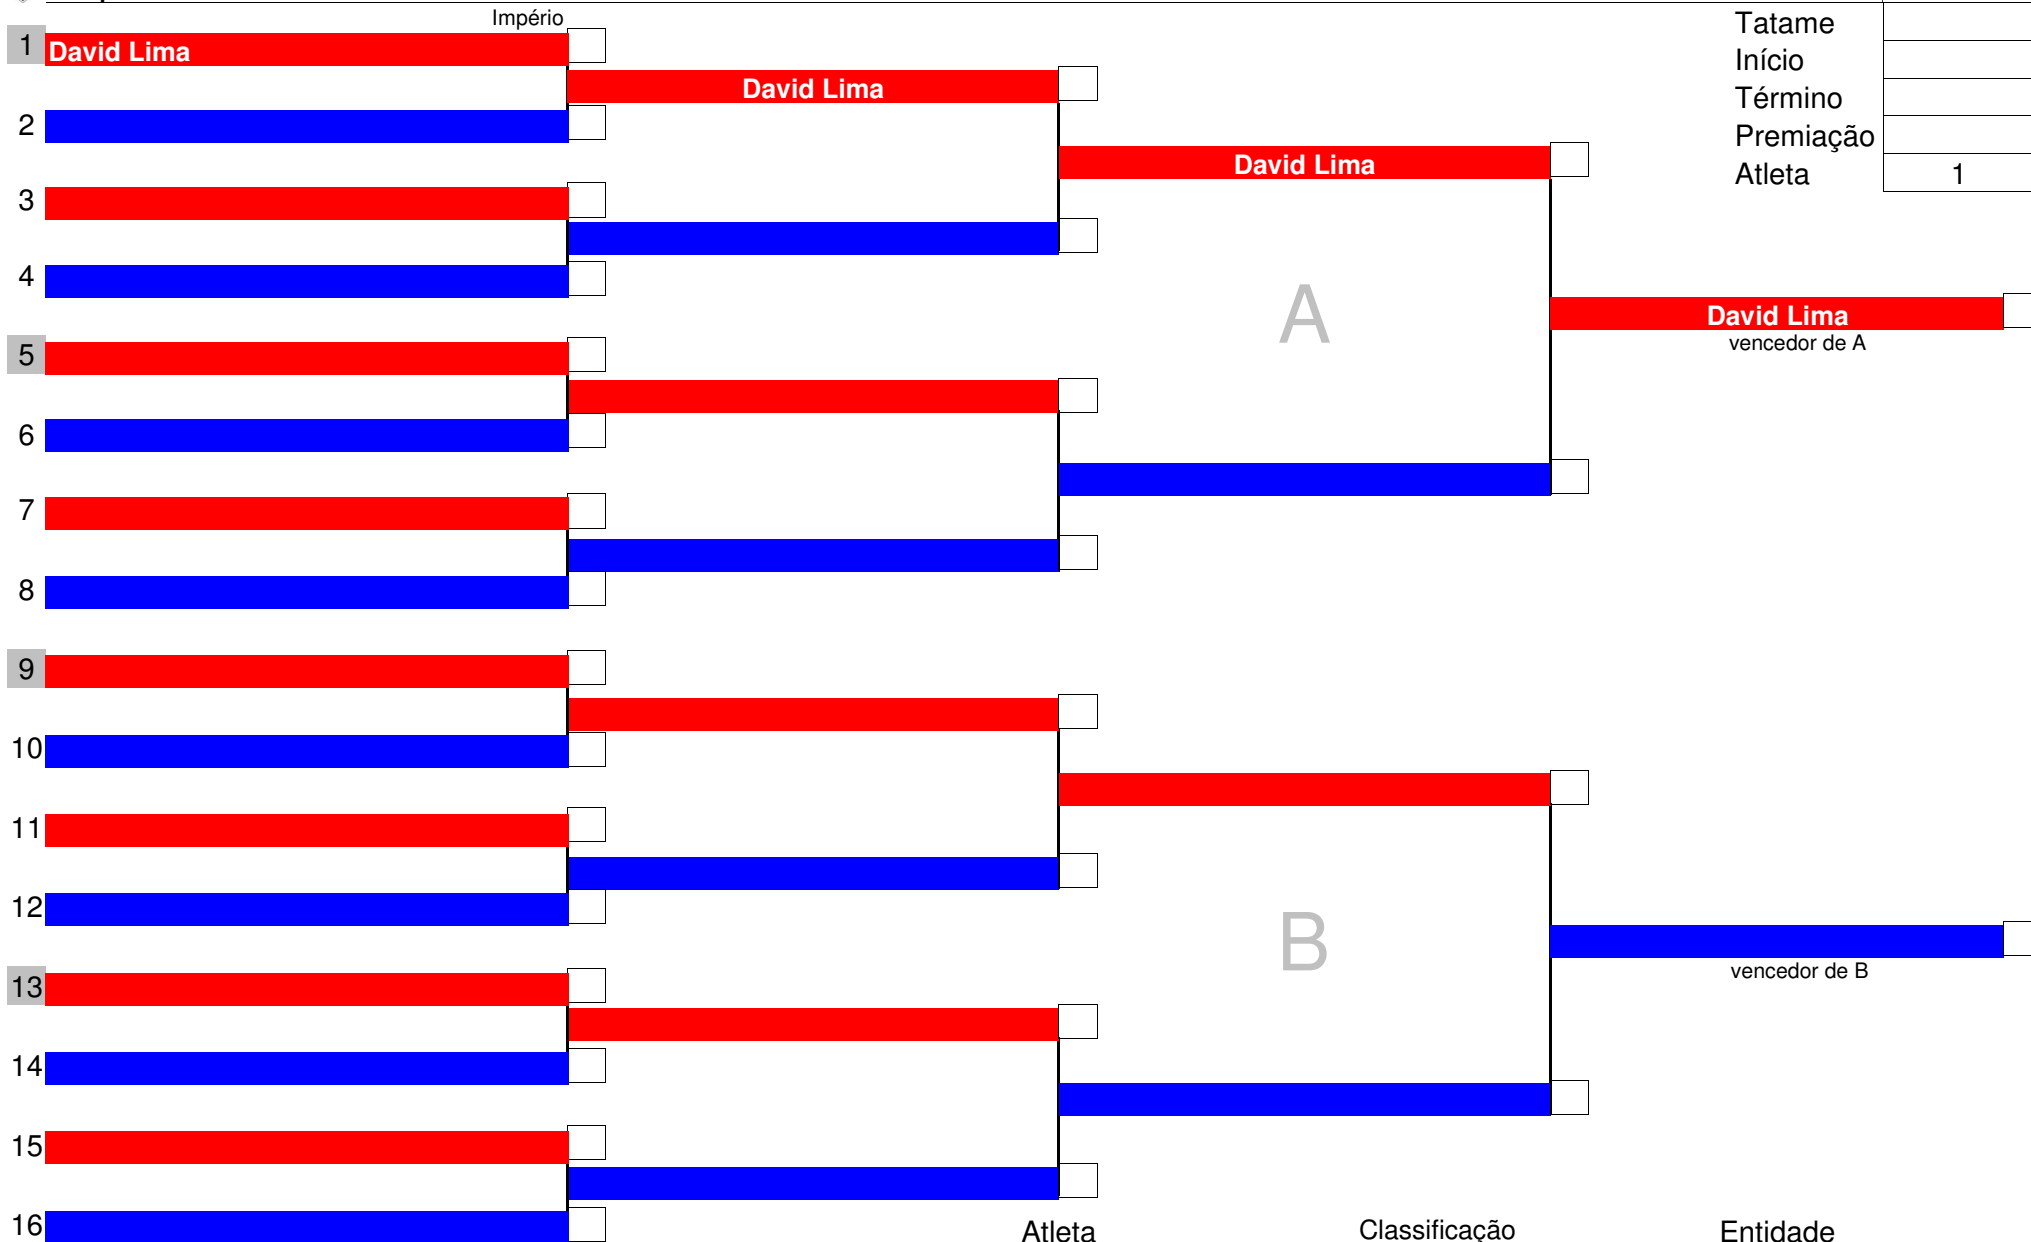 Império
Tatame
1 David Lima
Início
David Lima
Término
2
Premiação
David Lima
Atleta 1
3
4
A
David Lima
vencedor de A
5
6
7
8
9
10
11
12
B
vencedor de B
13
14
15
16
Atleta Classificação Entidade